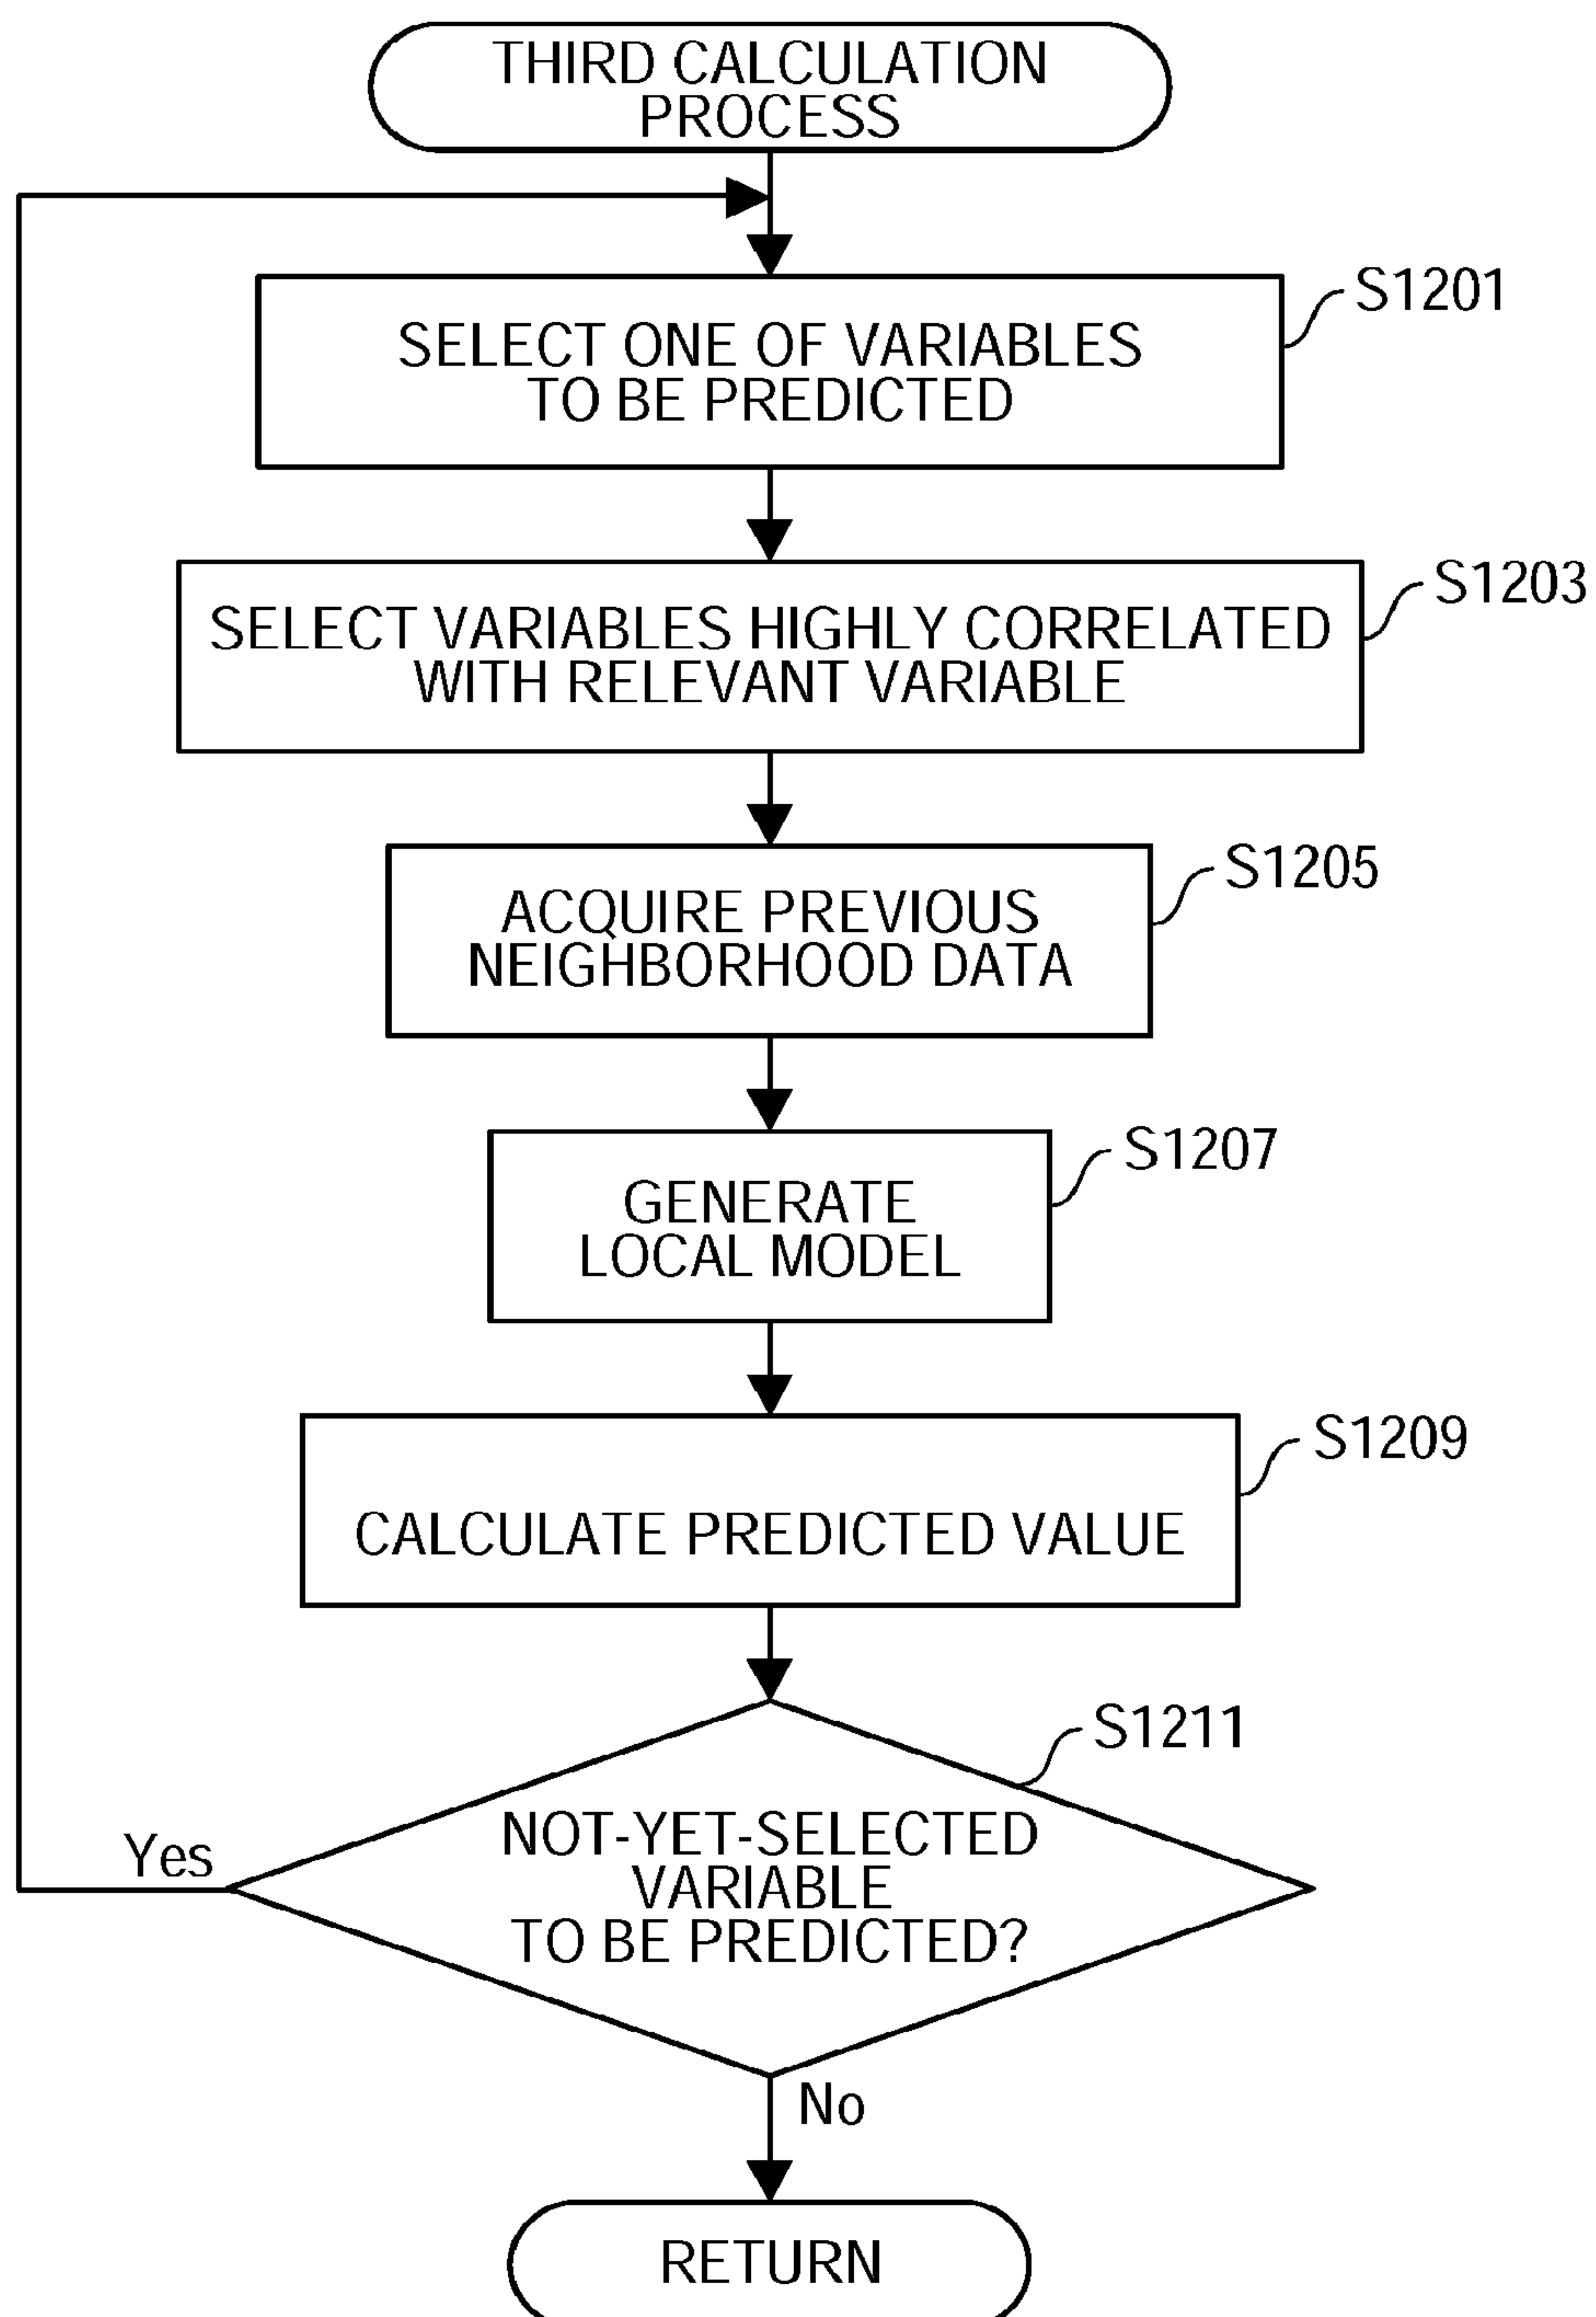 THIRD CALCULATION
PROCESS
S1201
SELECT ONE OF VARIABLES
TO BE PREDICTED
S1203
SELECT VARIABLES HIGHLY CORRELATED
WITH RELEVANT VARIABLE
S1205
ACQUIRE PREVIOUS
NEIGHBORHOOD DATA
S1207
GENERATE
LOCAL MODEL
S1209
CALCULATE PREDICTED VALUE
S1211
NOT-YET-SELECTED
VARIABLE
TO BE PREDICTED?
Yes
No
RETURN